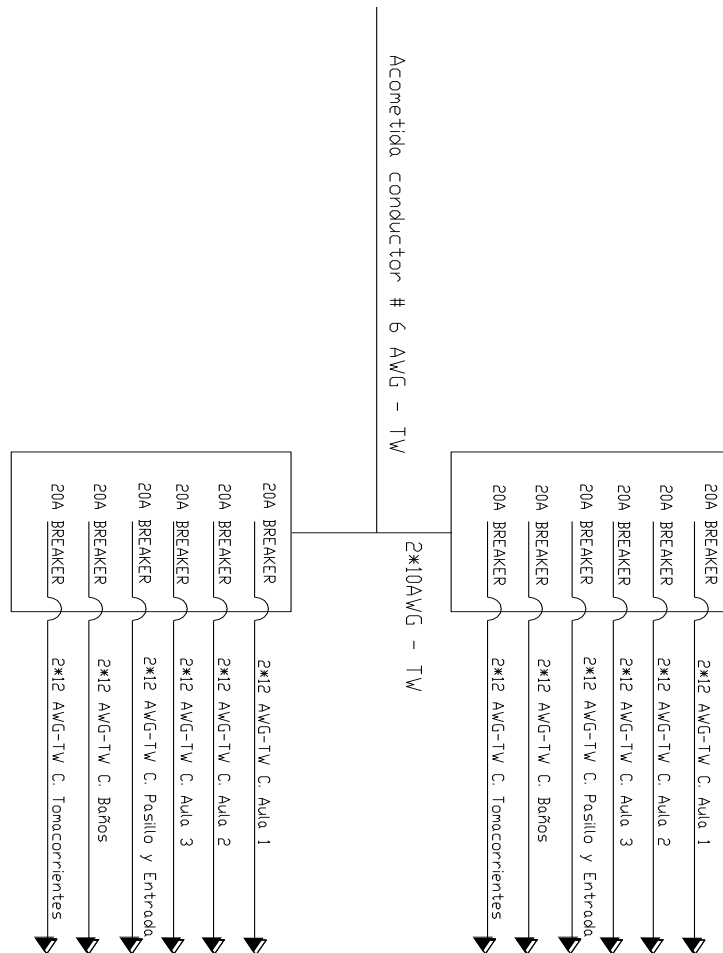 Acometida conductor # 6 AWG - TW
2*10AWG - TW
20A BREAKER
2*12 AWG-TW C. Aula 1
20A BREAKER
2*12 AWG-TW C. Aula 2
20A BREAKER
2*12 AWG-TW C. Aula 3
20A BREAKER
2*12 AWG-TW C. Pasillo y Entrada
20A BREAKER
2*12 AWG-TW C. Baños
20A BREAKER
2*12 AWG-TW C. Tomacorrientes
20A BREAKER
2*12 AWG-TW C. Aula 1
20A BREAKER
2*12 AWG-TW C. Aula 2
20A BREAKER
2*12 AWG-TW C. Aula 3
20A BREAKER
2*12 AWG-TW C. Pasillo y Entrada
20A BREAKER
2*12 AWG-TW C. Baños
20A BREAKER
2*12 AWG-TW C. Tomacorrientes